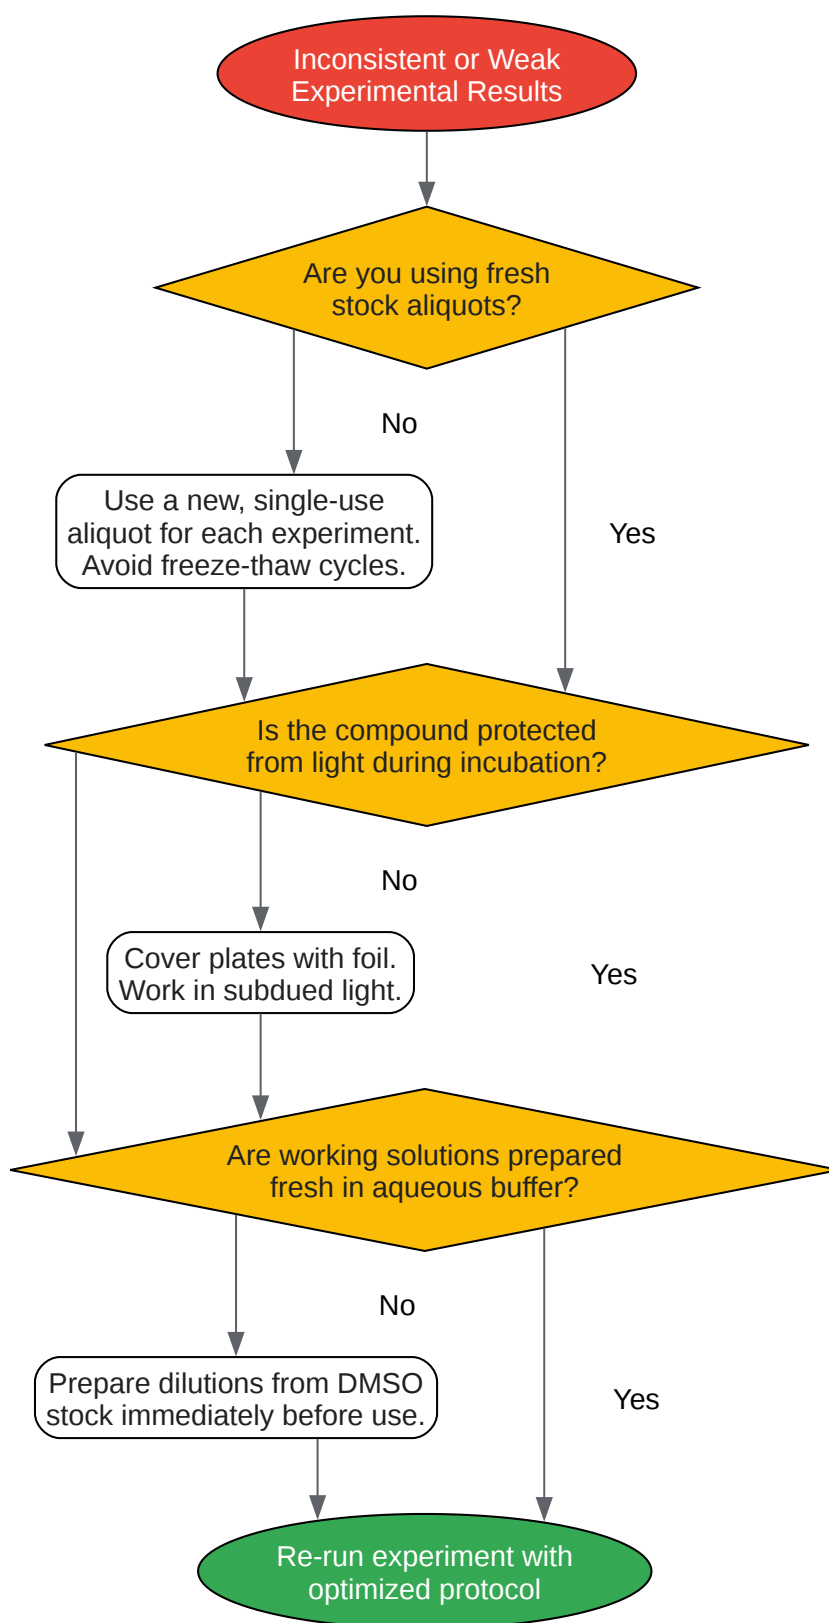 Inconsistent or Weak
Experimental Results
Are you using fresh
stock aliquots?
No
Use a new, single-use
aliquot for each experiment.
Avoid freeze-thaw cycles.
Yes
Is the compound protected
from light during incubation?
No
Cover plates with foil.
Work in subdued light.
Yes
Are working solutions prepared
fresh in aqueous buffer?
No
Prepare dilutions from DMSO
stock immediately before use.
Yes
Re-run experiment with
optimized protocol